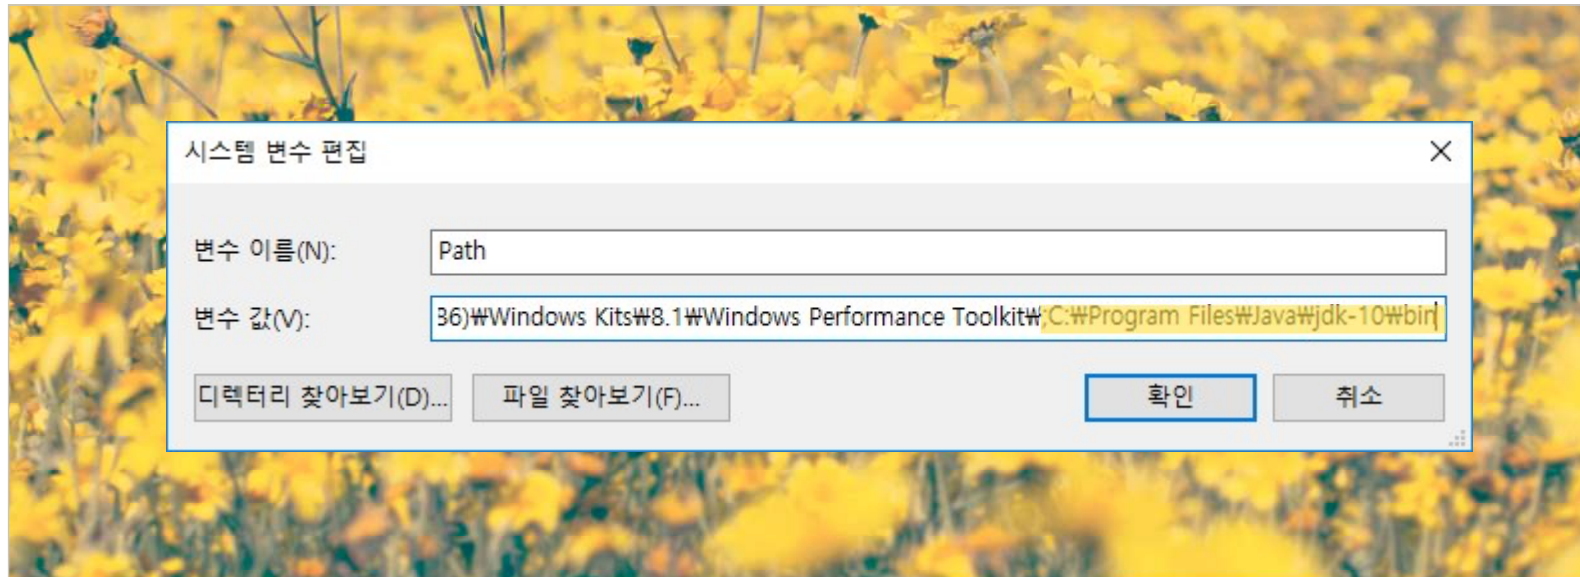 시스템 변수 편집
변수 이름(N): Path
변수 값(V): 36)₩Windows Kits₩8.1₩Windows Performance Toolkit₩;C:₩Program Files₩Java₩jdk-10₩bin
디렉터리 찾아보기(D)... 파일 찾아보기(F)... 확인 취소